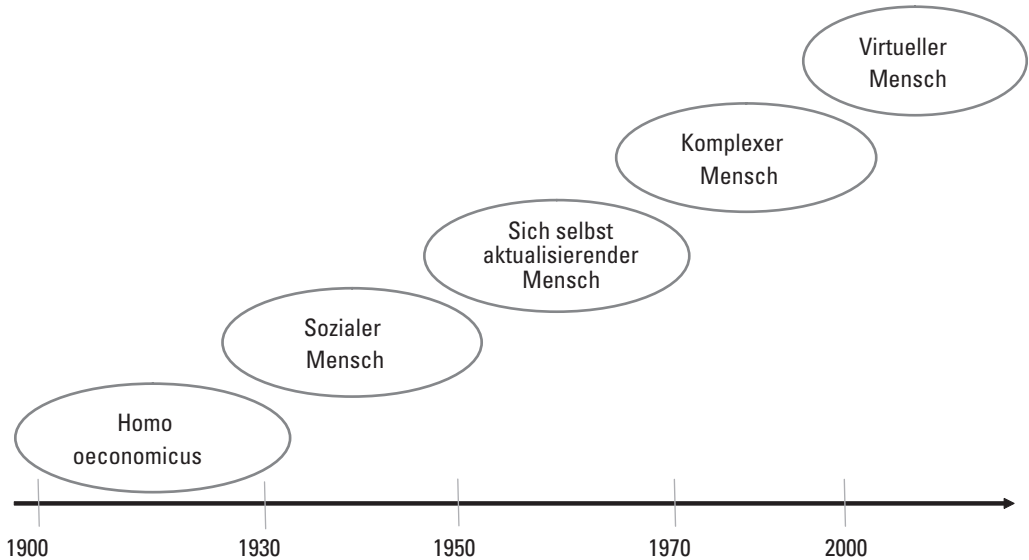 Virtueller
Mensch
Komplexer
Mensch
Sich selbst
aktualisierender
Mensch
Sozialer
Mensch
Homo
oeconomicus
1900 1930 1950 1970 2000